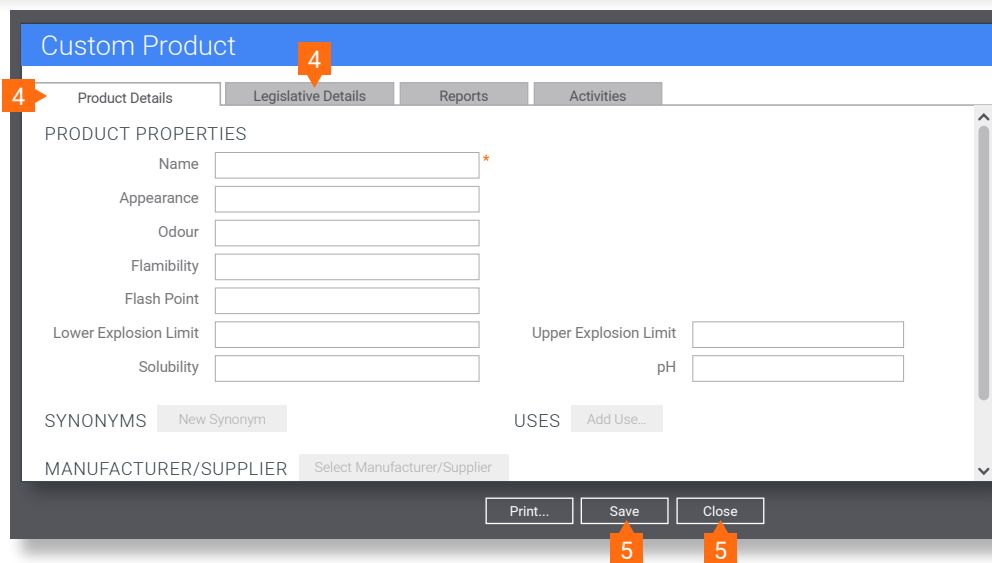 Custom Product
4
4
Product Details Legislative Details Reports Activities
PRODUCT PROPERTIES
Name *
Appearance
Odour
Flamibility
Flash Point
Lower Explosion Limit Upper Explosion Limit
Solubility pH
SYNONYMS New Synonym USES Add Use...
MANUFACTURER/SUPPLIER Select Manufacturer/Supplier
Print... Save Close
5 5